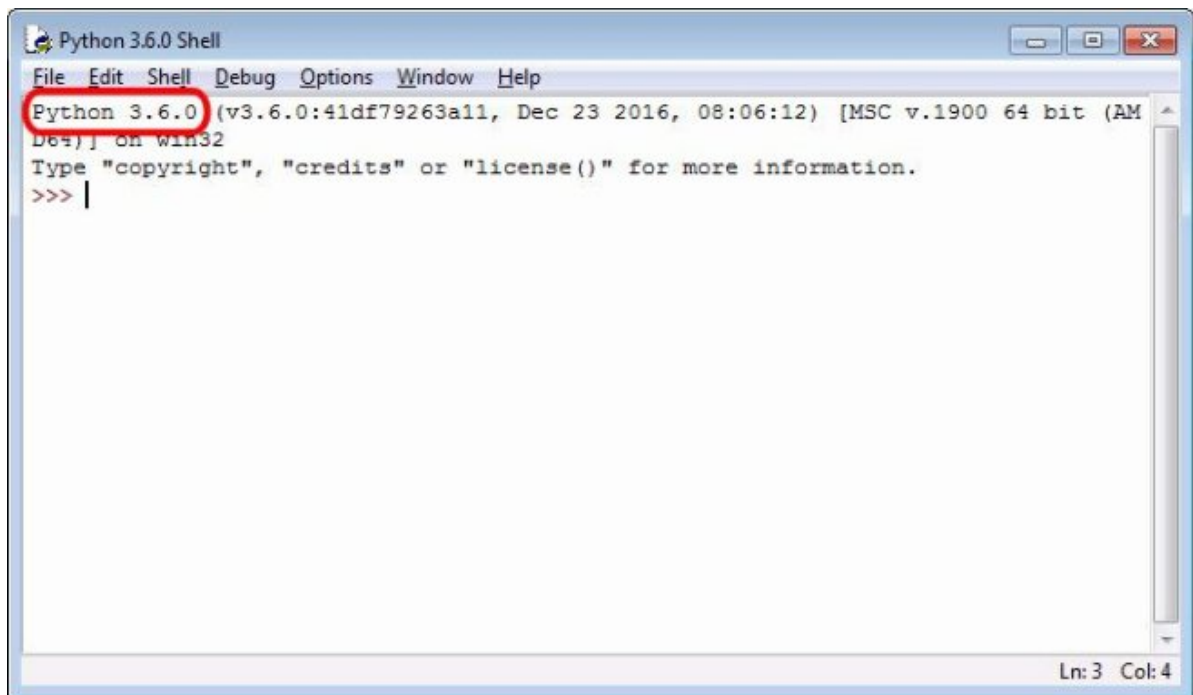 Python 3.6.0 Shell
File Edit Shell Debug Options Window Help
Python 3.6.0 (v3.6.0:41df79263a11, Dec 23 2016, 08:06:12) [MSC v.1900 64 bit (AM
D64)] on win32
Type "copyright", "credits" or "license()" for more information.
>>>
Ln: 3 Col: 4